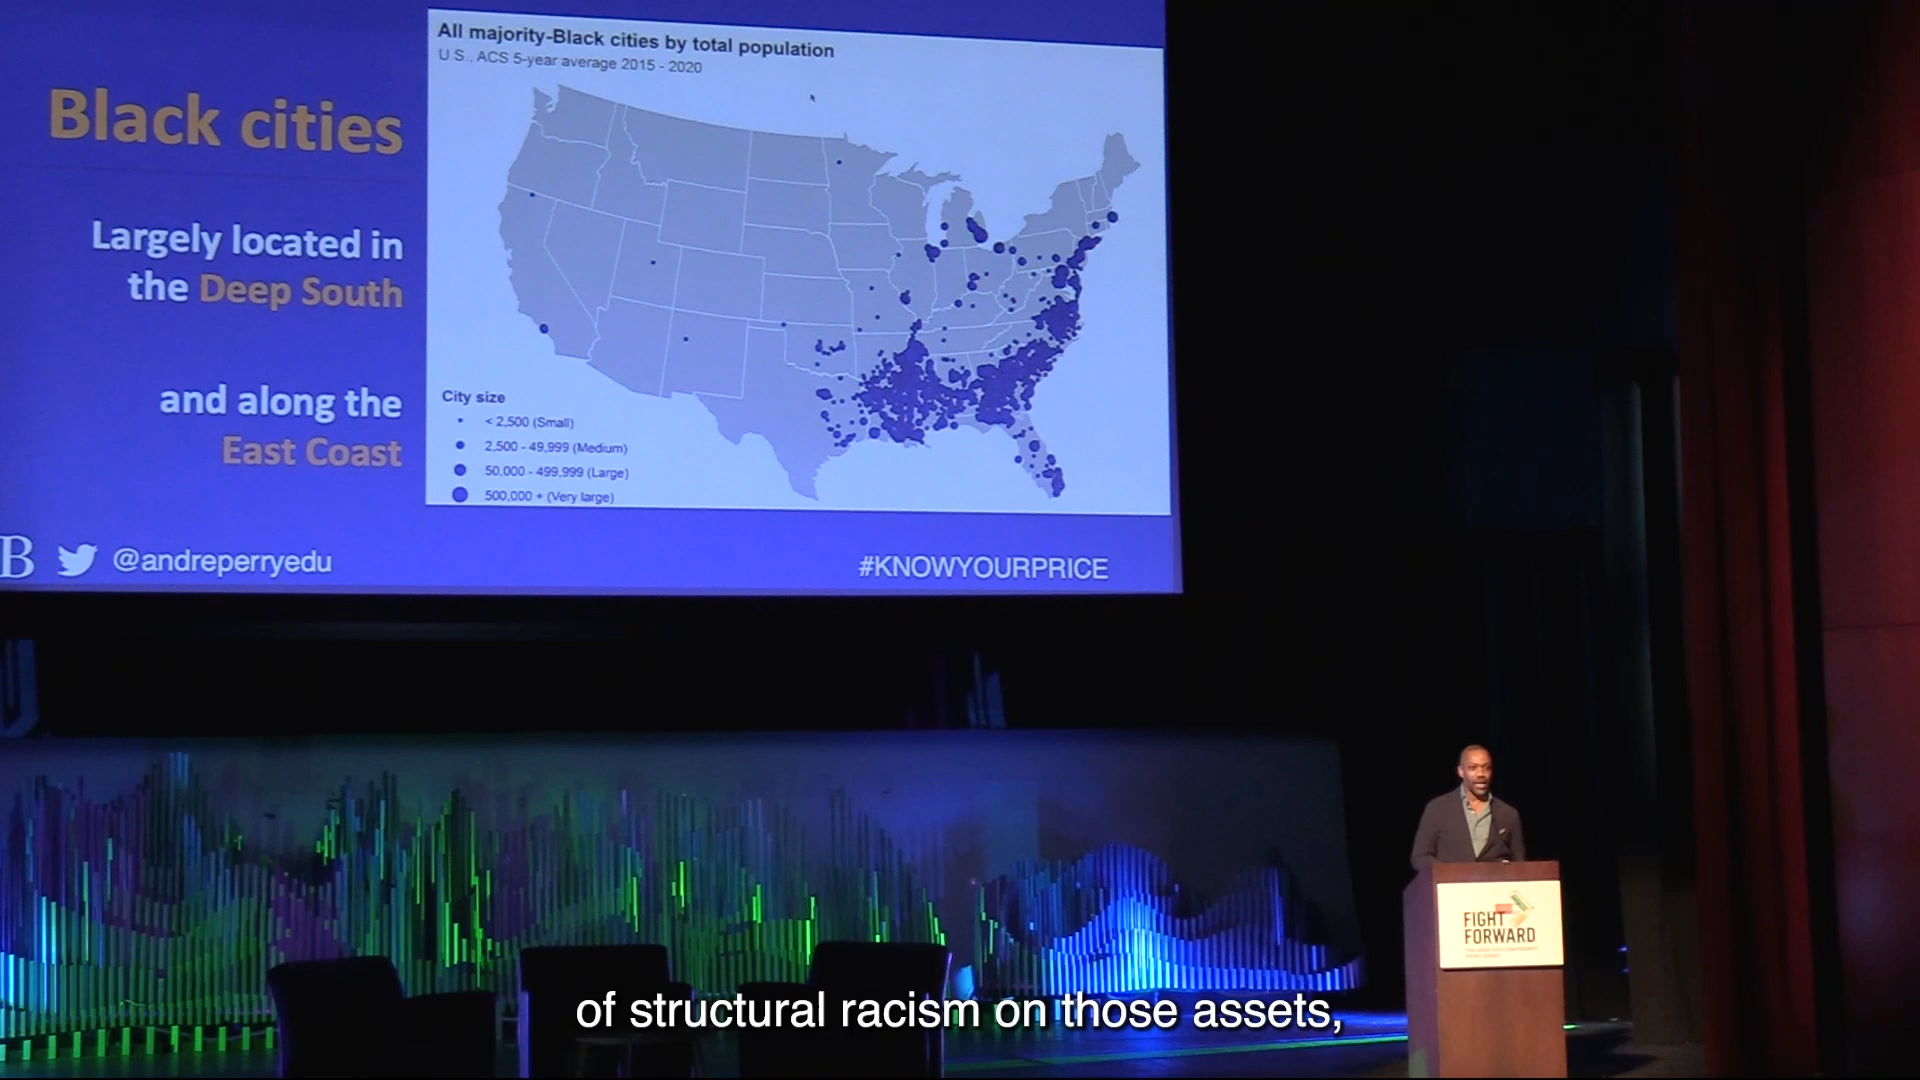 All majority-Black cities by total population
U.S., ACS 5-year average 2015 - 2020
Black cities
Largely located in
the Deep South
and along the
East Coast
City size
< 2,500 (Small)
2,500 - 49,999 (Medium)
50,000 - 499,999 (Large)
500,000 + (Very large)
B
@andreperryedu
#KNOWYOURPRICE
FIGHT
FORWARD
of structural racism on those assets,